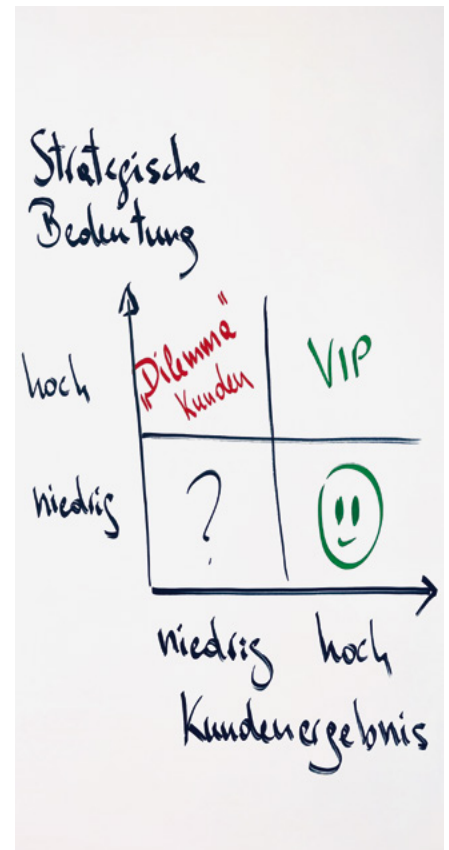 Strategische
Bedeutung
hoch
„Dilemma"
Kunden
VIP
niedrig
?
niedrig hoch
Kundenergebnis